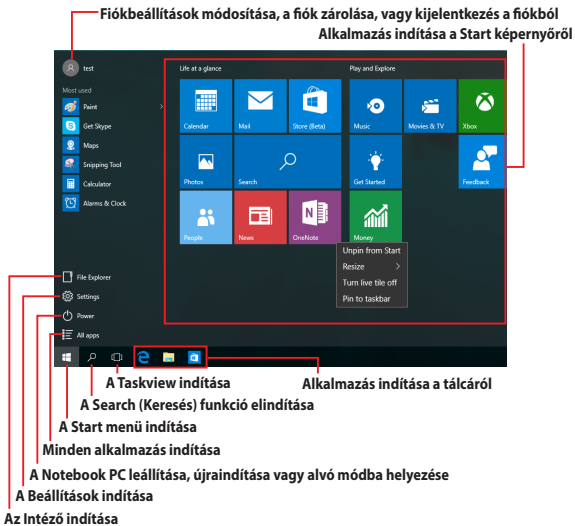 Fiókbeállítások módosítása, a fiók zárolása, vagy kijelentkezés a fiókból
Alkalmazás indítása a Start képernyőről
test
Life at a glance
Play and Explore
Most used
Paint
Get Skype
Maps
Snipping Tool
Calculator
Alarms & Clock
Calendar
Mail
Store (Beta)
Music
Movies & TV
Xbox
Photos
Search
Get Started
Feedback
People
News
OneNote
Money
Unpin from Start
Resize
Turn live tile off
Pin to taskbar
File Explorer
Settings
Power
All apps
A Taskview indítása
Alkalmazás indítása a tálcáról
A Search (Keresés) funkció elindítása
A Start menü indítása
Minden alkalmazás indítása
A Notebook PC leállítása, újraindítása vagy alvó módba helyezése
A Beállítások indítása
Az Intéző indítása